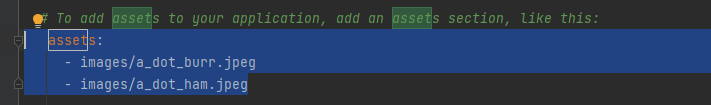 # To add assets to your application, add an assets section, like this:
assets:
- images/a_dot_burr.jpeg
- images/a_dot_ham.jpeg